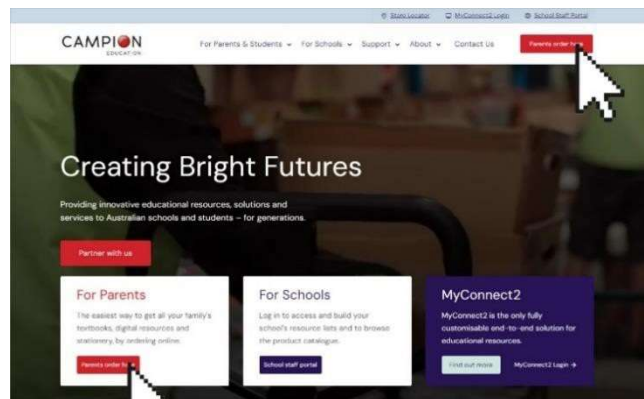 Store Locator MyConnect2 Login School Staff Portal
CAMPION
EDUCATION
For Parents & Students For Schools Support About Contact Us
Parents order
Creating Bright Futures
Providing innovative educational resources, solutions and
services to Australian schools and students – for generations.
Partner with us
For Parents
The easiest way to get all your family's
textbooks, digital resources and
stationery, by ordering online.
Parents order
For Schools
Log in to access and build your
school's resource lists and to browse
the product catalogue.
School staff portal
MyConnect2
MyConnect2 is the only fully
customisable end-to-end solution for
educational resources.
Find out more MyConnect2 Login →